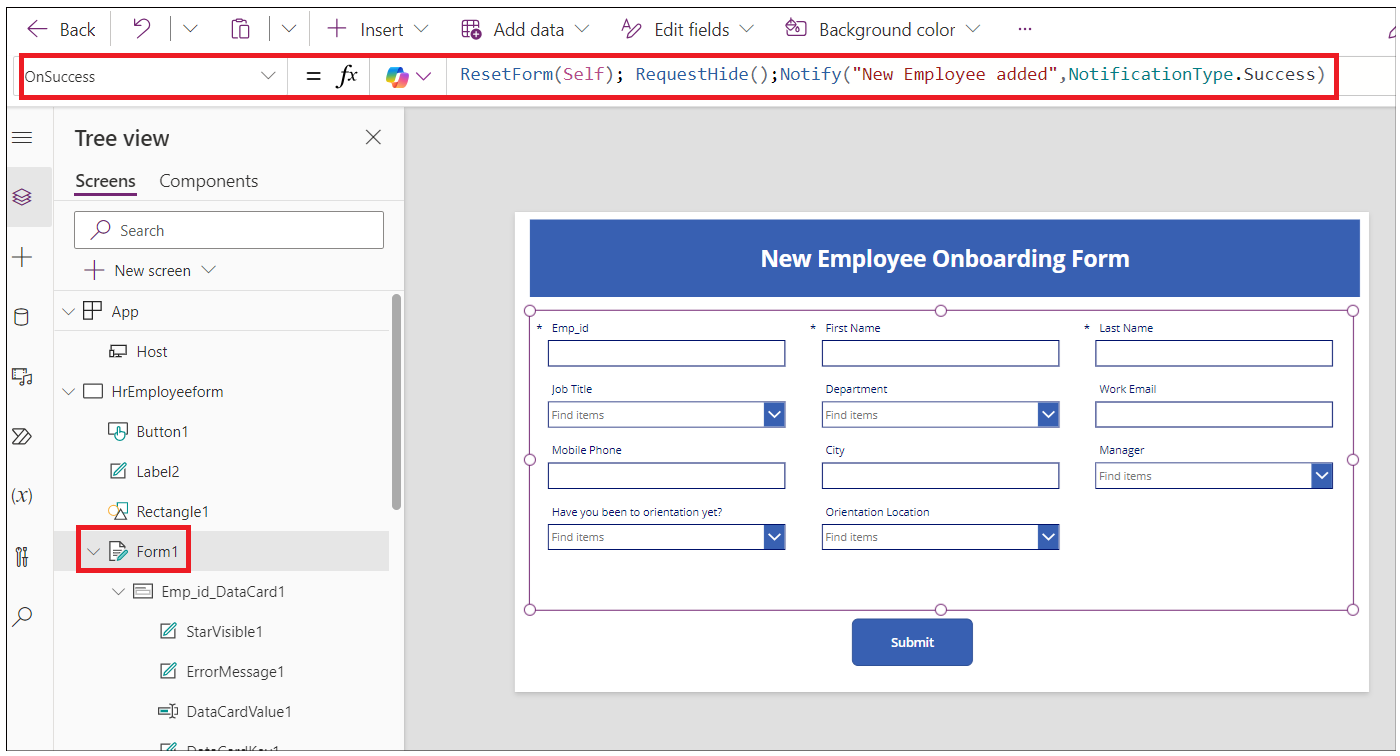 Back
Insert
Add data
Edit fields
Background color
...
OnSuccess = fx ResetForm(Self); RequestHide();Notify("New Employee added",NotificationType.Success)
Tree view
Screens Components
Search
New screen
App
Host
HrEmployeeform
Button1
Label2
Rectangle1
Form1
Emp_id_DataCard1
StarVisible1
ErrorMessage1
DataCardValue1
DataCardKey1
(x)
New Employee Onboarding Form
* Emp_id * First Name * Last Name
Job Title Department Work Email
Find items Find items
Mobile Phone City Manager
Find items
Have you been to orientation yet? Orientation Location
Find items Find items
Submit